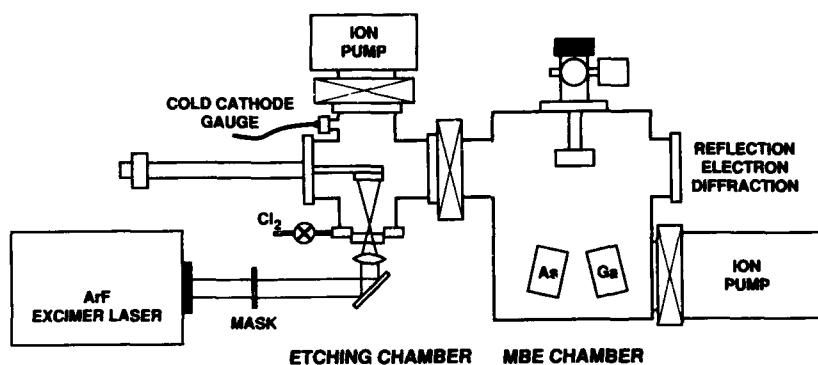 ION
PUMP
COLD CATHODE
GAUGE
REFLECTION
ELECTRON
DIFFRACTION
Cl₂
As
Ga
ION
PUMP
ArF
EXCIMER LASER
MASK
ETCHING CHAMBER
MBE CHAMBER